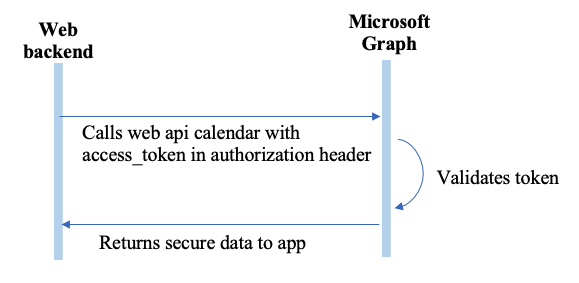 Web
backend
Microsoft
Graph
Calls web api calendar with
access_token in authorization header
Validates token
Returns secure data to app